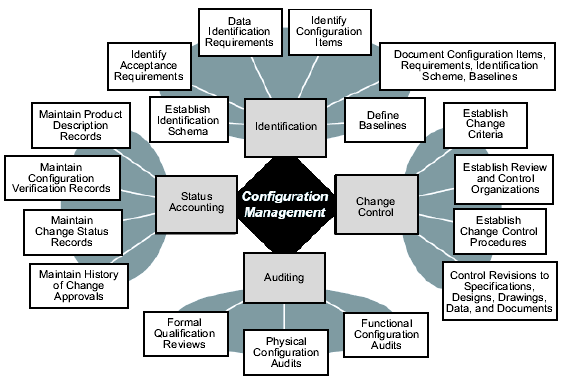 Data
Identification
Requirements
Identify
Configuration
Items
Identify
Acceptance
Requirements
Document Configuration Items,
Requirements, Identification
Scheme, Baselines
Establish
Identification
Schema
Identification
Define
Baselines
Maintain Product
Description
Records
Maintain
Configuration
Verification Records
Maintain
Change Status
Records
Maintain History
of Change
Approvals
Status
Accounting
Configuration
Management
Change
Control
Establish
Change
Criteria
Establish Review
and Control
Organizations
Establish
Change Control
Procedures
Control Revisions to
Specifications,
Designs, Drawings,
Data, and Documents
Auditing
Formal
Qualification
Reviews
Physical
Configuration
Audits
Functional
Configuration
Audits